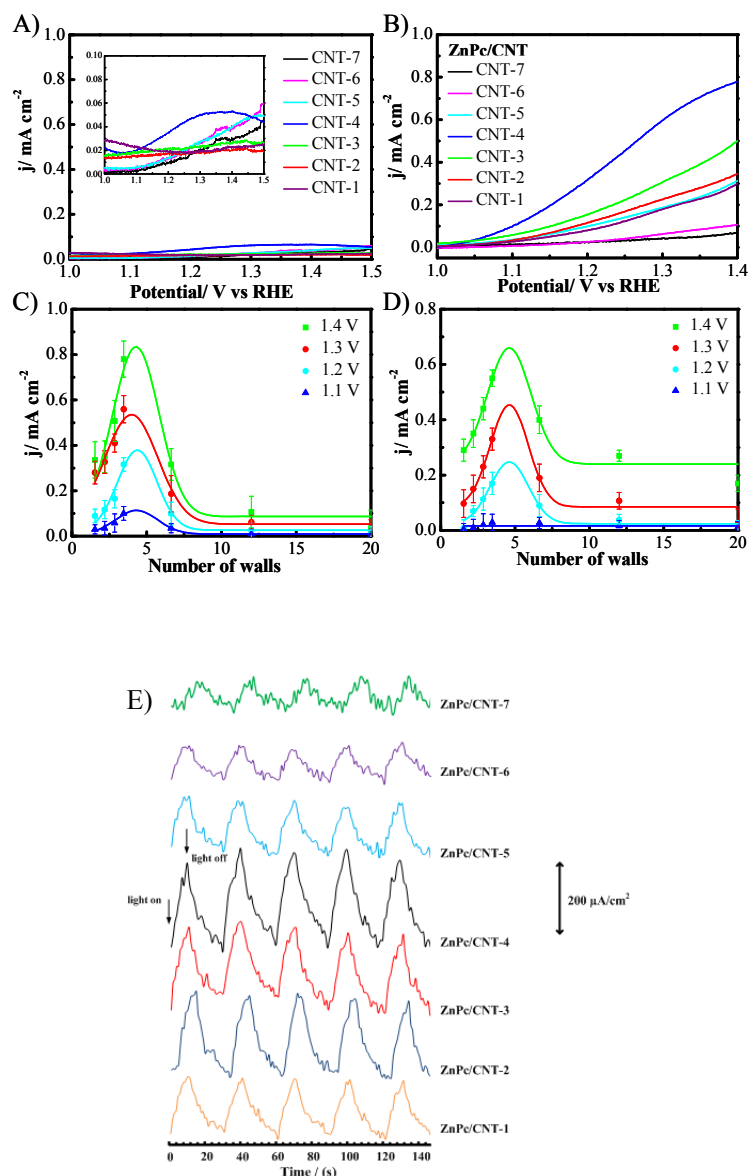 A)
j/ mA cm-2
1.0
0.8
0.6
0.4
0.2
0.0
1.0 1.1 1.2 1.3 1.4 1.5
Potential/ V vs RHE
0.10
0.08
0.06
0.04
0.02
0.00
1.0 1.1 1.2 1.3 1.4 1.5
CNT-7
CNT-6
CNT-5
CNT-4
CNT-3
CNT-2
CNT-1
B)
j/ mA cm-2
1.0
0.8
0.6
0.4
0.2
0.0
1.0 1.1 1.2 1.3 1.4
Potential/ V vs RHE
ZnPc/CNT
CNT-7
CNT-6
CNT-5
CNT-4
CNT-3
CNT-2
CNT-1
C)
j/ mA cm-2
1.0
0.8
0.6
0.4
0.2
0.0
0 5 10 15 20
Number of walls
1.4 V
1.3 V
1.2 V
1.1 V
D)
j/ mA cm-2
0.8
0.6
0.4
0.2
0.0
0 5 10 15 20
Number of walls
1.4 V
1.3 V
1.2 V
1.1 V
E)
ZnPc/CNT-7
ZnPc/CNT-6
ZnPc/CNT-5
light off
light on
200 µA/cm2
ZnPc/CNT-4
ZnPc/CNT-3
ZnPc/CNT-2
ZnPc/CNT-1
0 20 40 60 80 100 120 140
Time / (s)